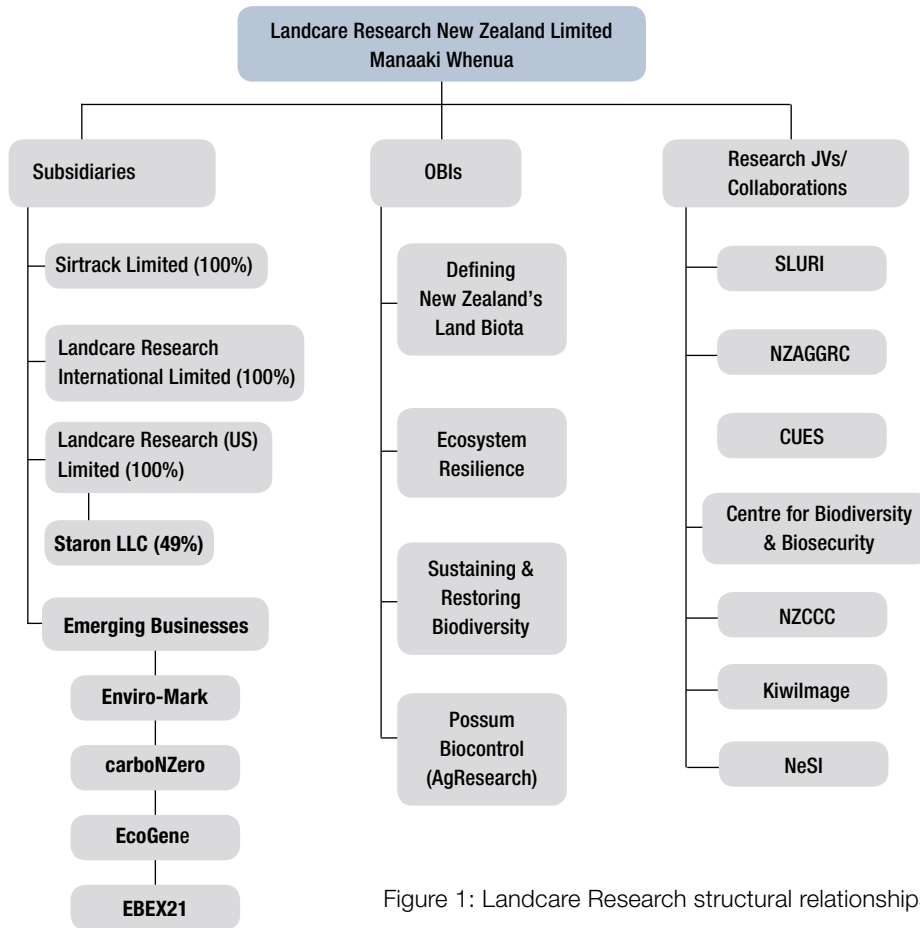 Landcare Research New Zealand Limited
Manaaki Whenua
Subsidiaries
Sirtrack Limited (100%)
Landcare Research
International Limited (100%)
Landcare Research (US)
Limited (100%)
Staron LLC (49%)
Emerging Businesses
Enviro-Mark
carboNZero
EcoGene
EBEX21
OBIs
Defining
New Zealand's
Land Biota
Ecosystem
Resilience
Sustaining &
Restoring
Biodiversity
Possum
Biocontrol
(AgResearch)
Research JVs/
Collaborations
SLURI
NZAGGRC
CUES
Centre for Biodiversity
& Biosecurity
NZCCC
KiwiImage
NeSI
Figure 1: Landcare Research structural relationship